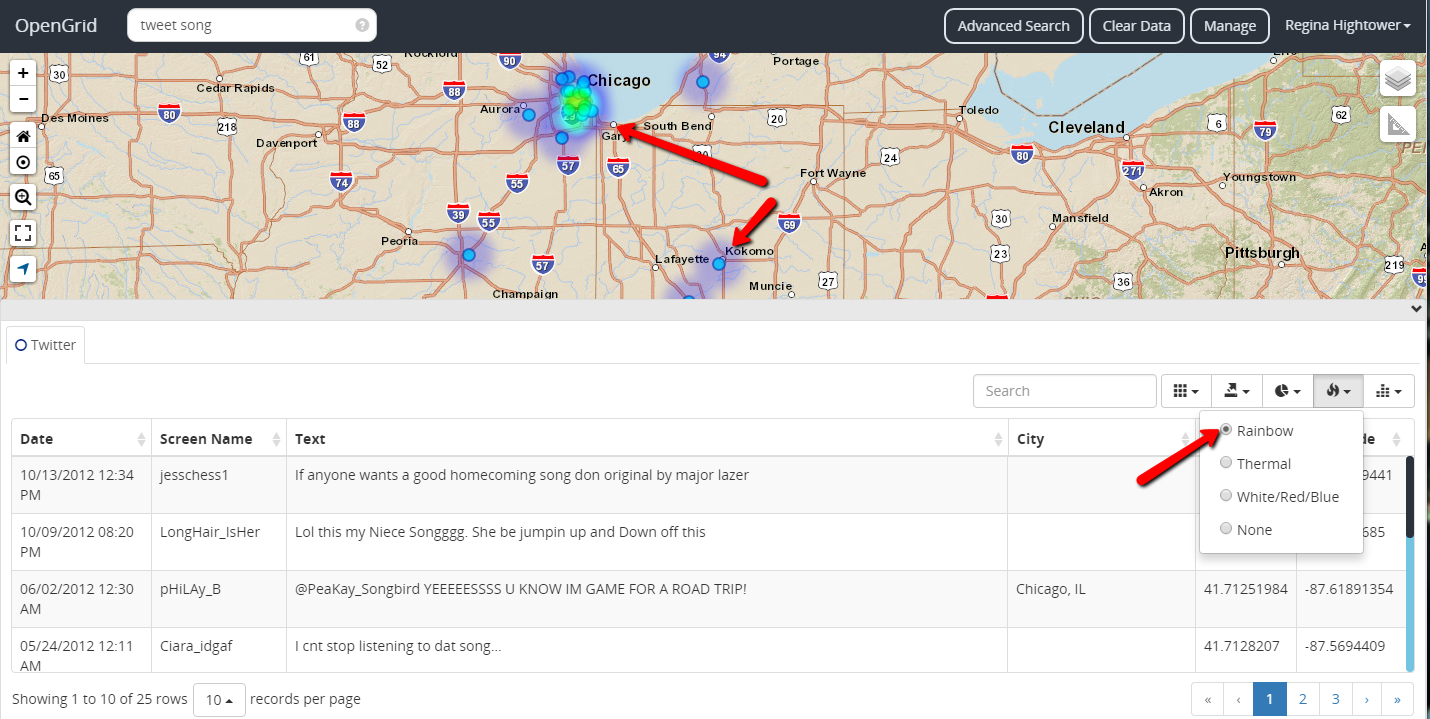 OpenGrid
tweet song
?
Advanced Search
Clear Data
Manage
Regina Hightower
+
−
Rockford
61
52
90
94
Portage
30
Cedar Rapids
88
Chicago
Aurora
Des Moines
80
218
88
Davenport
South Bend
20
Gary
Toledo
Cleveland
6
79
62
57
65
30
24
80
271
Youngstown
65
74
55
Fort Wayne
Akron
39
55
69
30
Mansfield
Peoria
Kokomo
Lafayette
23
Pittsburgh
219
57
Muncie
27
36
Champaign
Twitter
Search
Rainbow
Thermal
White/Red/Blue
None
Date
Screen Name
Text
City
de
10/13/2012 12:34 PM
jesschess1
If anyone wants a good homecoming song don original by major lazer
9441
10/09/2012 08:20 PM
LongHair_IsHer
Lol this my Niece Songggg. She be jumpin up and Down off this
685
06/02/2012 12:30 AM
pHiLAy_B
@PeaKay_Songbird YEEEEESSSS U KNOW IM GAME FOR A ROAD TRIP!
Chicago, IL
41.71251984
-87.61891354
05/24/2012 12:11 AM
Ciara_idgaf
I cnt stop listening to dat song...
41.7128207
-87.5694409
Showing 1 to 10 of 25 rows
10
records per page
«
‹
1
2
3
›
»